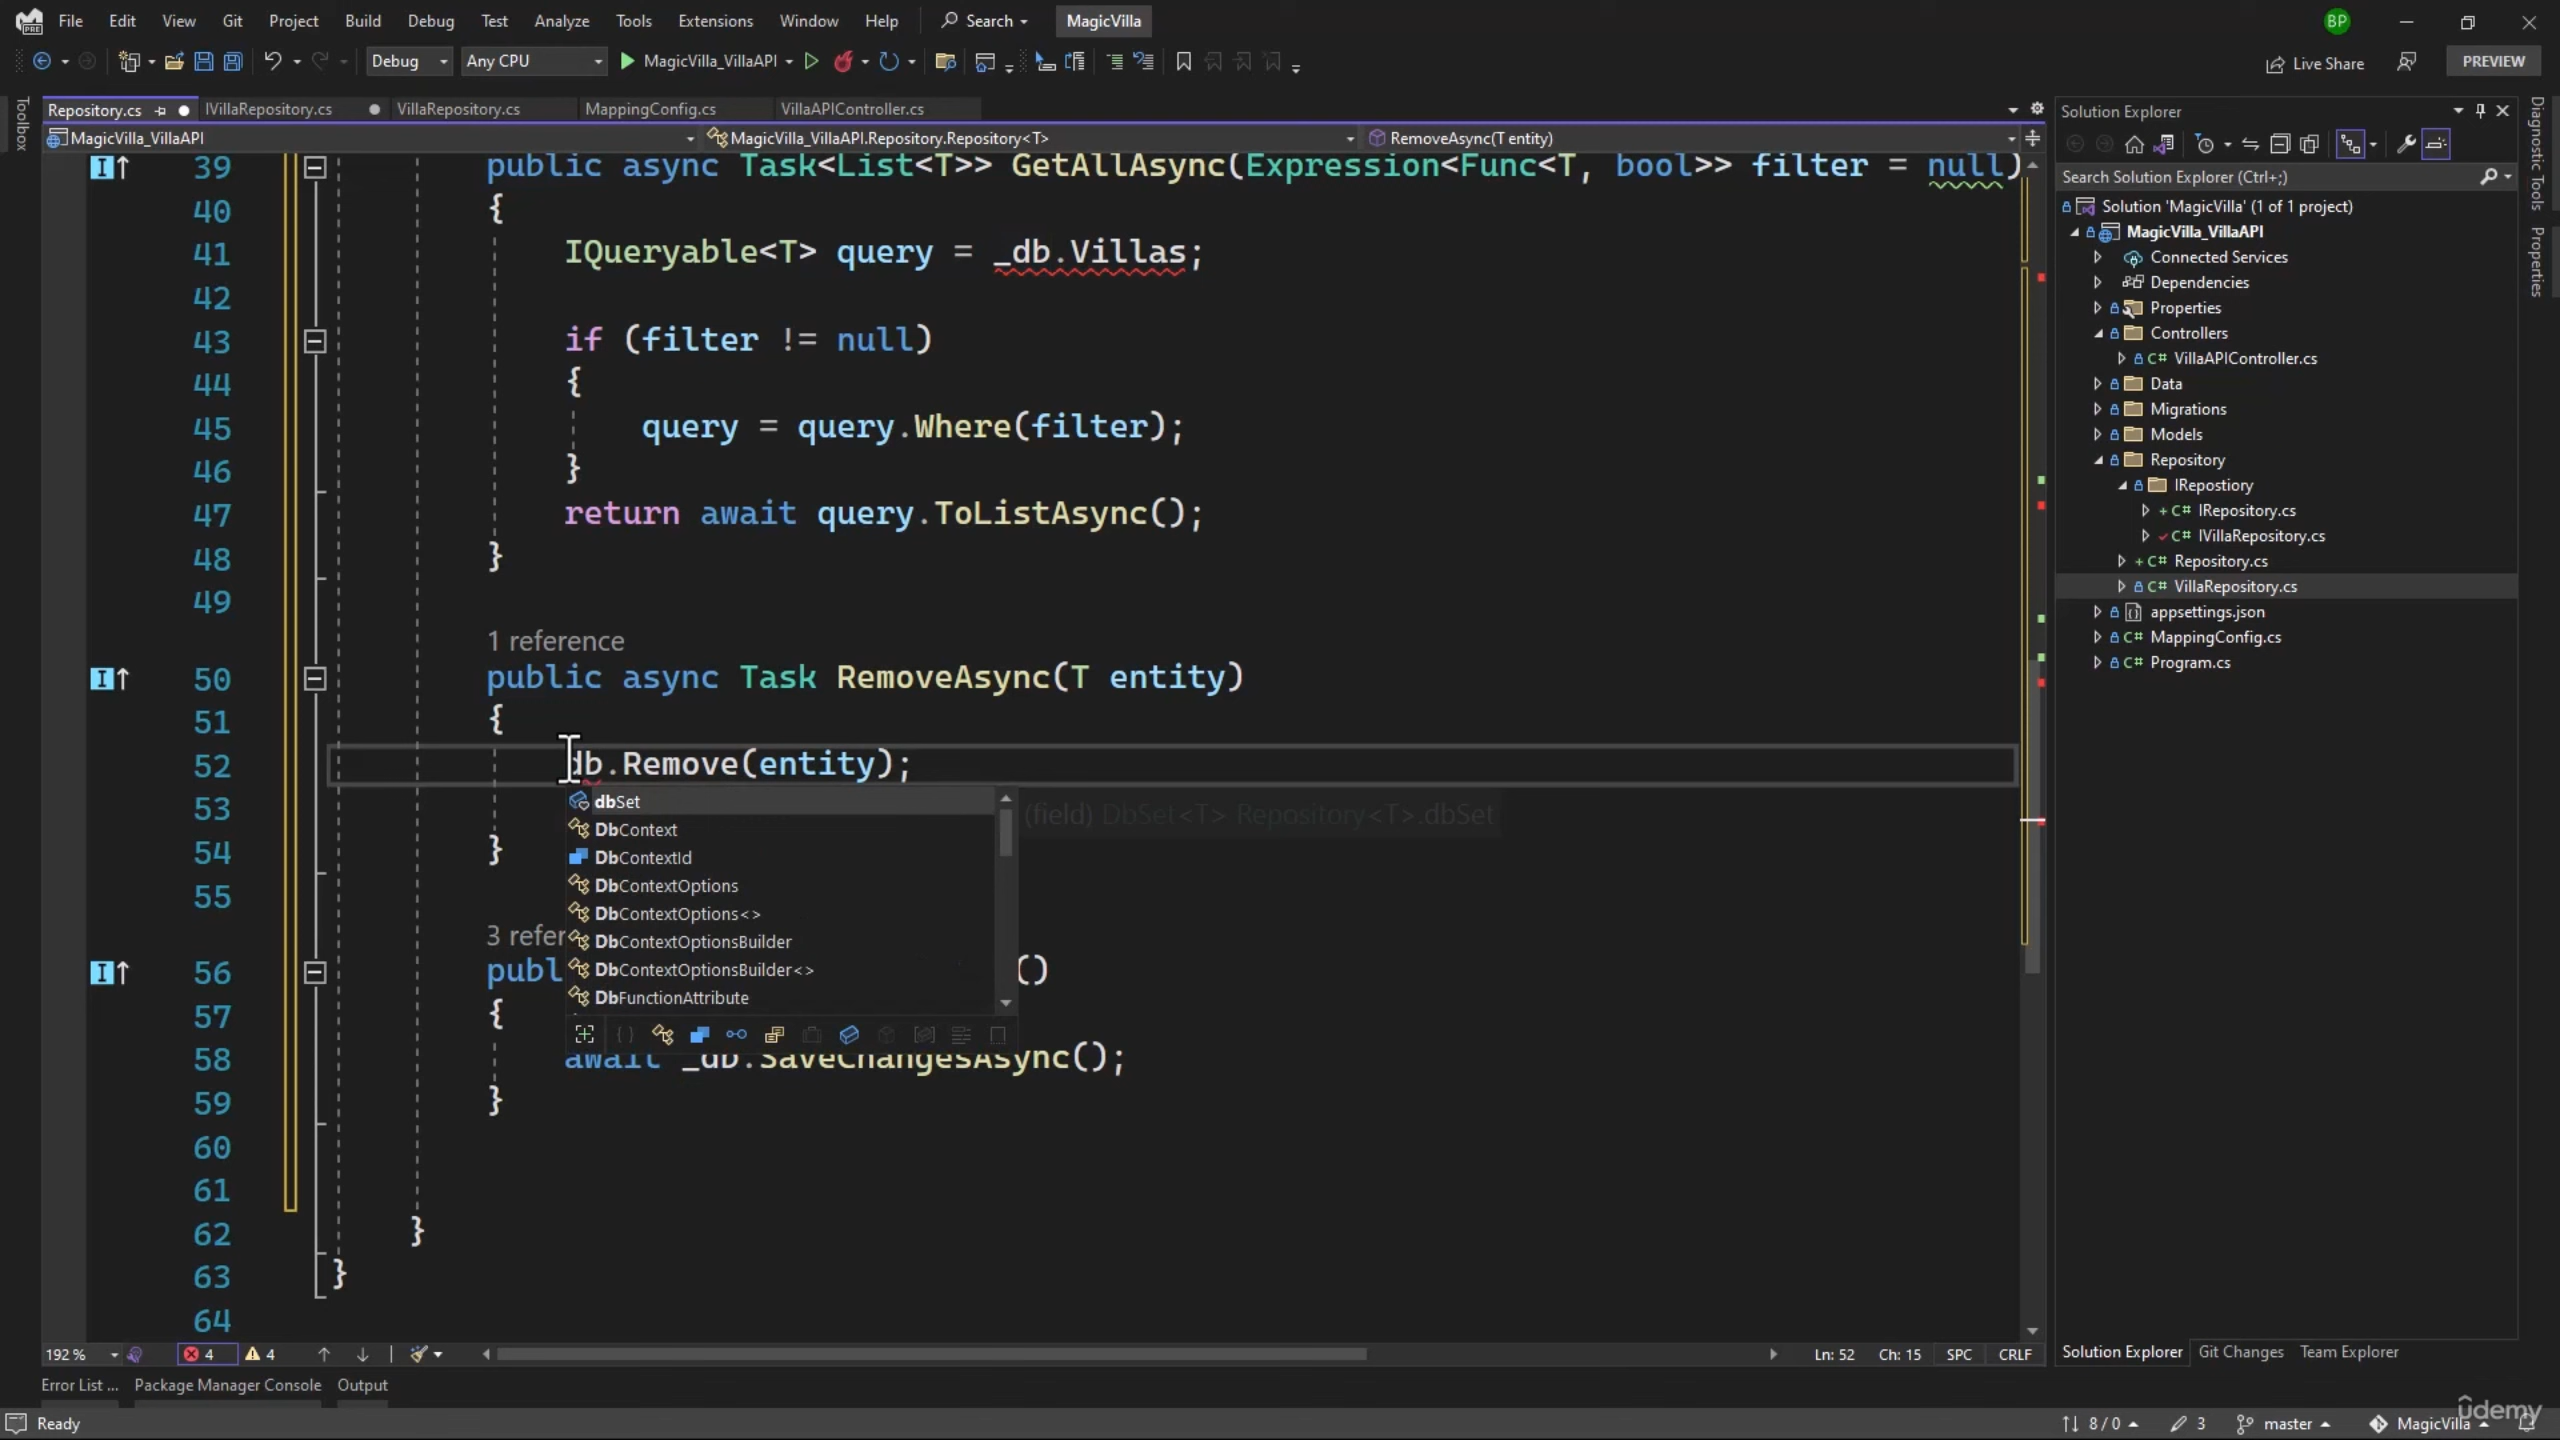 File Edit View Git Project Build Debug Test Analyze Tools Extensions Window Help Search MagicVilla BP
Debug Any CPU MagicVilla_VillaAPI Live Share PREVIEW
Repository.cs IVillaRepository.cs VillaRepository.cs MappingConfig.cs VillaAPIController.cs
MagicVilla_VillaAPI MagicVilla_VillaAPI.Repository.Repository<T> RemoveAsync(T entity)
Toolbox
39 public async Task<List<T>> GetAllAsync(Expression<Func<T, bool>> filter = null)
40 {
41 IQueryable<T> query = _db.Villas;
42
43 if (filter != null)
44 {
45 query = query.Where(filter);
46 }
47 return await query.ToListAsync();
48 }
49
1 reference
50 public async Task RemoveAsync(T entity)
51 {
52 db.Remove(entity);
53
54 }
55
dbSet (field) DbSet<T> Repository<T>.dbSet
DbContext
DbContextId
DbContextOptions
DbContextOptions<>
DbContextOptionsBuilder
DbContextOptionsBuilder<>
DbFunctionAttribute
3 refer
56 publ ()
57 {
58 await _db.SaveChangesAsync();
59 }
60
61
62 }
63 }
64
192 % 4 4 Ln: 52 Ch: 15 SPC CRLF
Error List ... Package Manager Console Output
Ready 8 / 0 3 master MagicVilla
Solution Explorer
Search Solution Explorer (Ctrl+;)
Solution 'MagicVilla' (1 of 1 project)
MagicVilla_VillaAPI
Connected Services
Dependencies
Properties
Controllers
C# VillaAPIController.cs
Data
Migrations
Models
Repository
IRepostiory
+ C# IRepository.cs
C# IVillaRepository.cs
+ C# Repository.cs
C# VillaRepository.cs
appsettings.json
C# MappingConfig.cs
C# Program.cs
Solution Explorer Git Changes Team Explorer
Diagnostic Tools
Properties
udemy